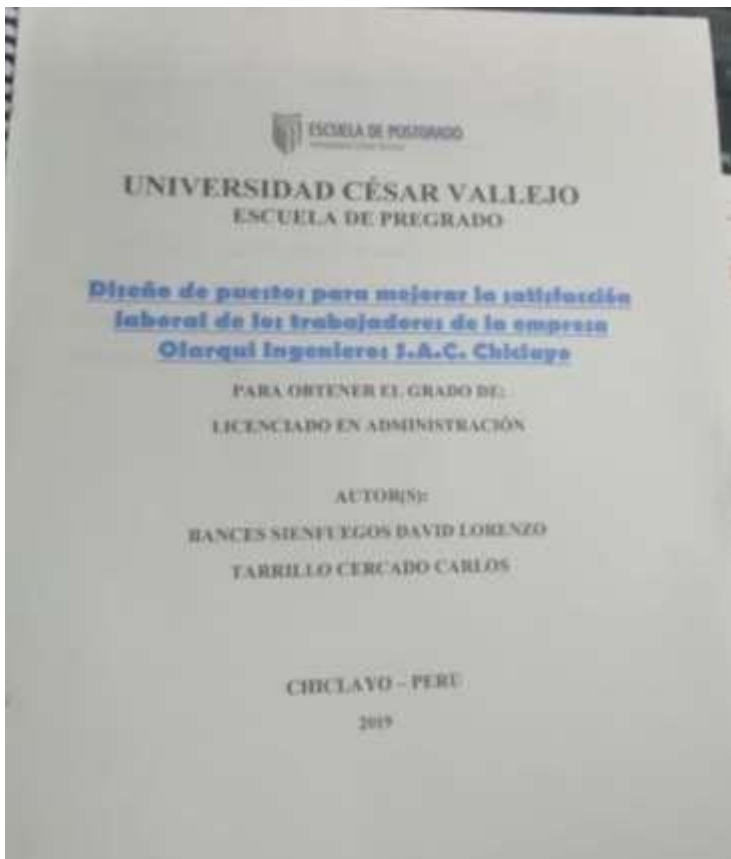 ESCUELA DE POSTGRADO
UNIVERSIDAD CÉSAR VALLEJO
ESCUELA DE PREGRADO
Diseño de puestos para mejorar la satisfacción
laboral de los trabajadores de la empresa
Olarqui Ingenieros S.A.C. Chiclayo
PARA OBTENER EL GRADO DE:
LICENCIADO EN ADMINISTRACIÓN
AUTOR(S):
BANCES SIENFUEGOS DAVID LORENZO
TARRILLO CERCADO CARLOS
CHICLAYO – PERÚ
2019